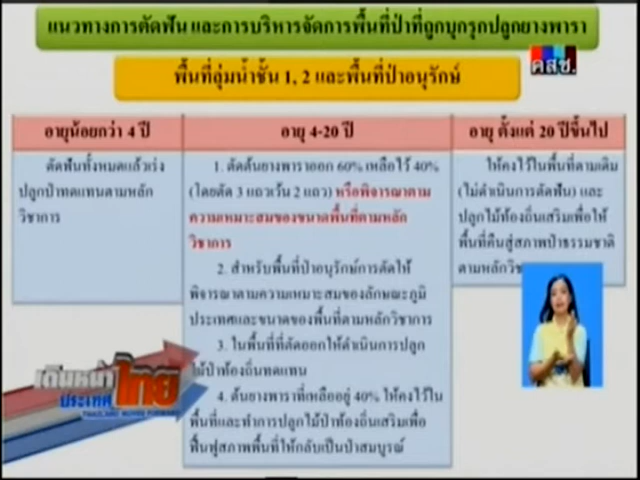 แนวทางการตัดฟัน และการบริหารจัดการพื้นที่ป่าที่ถูกบุกรุกปลูกยางพารา
คสช.
พื้นที่ลุ่มน้ำชั้น 1, 2 และพื้นที่ป่าอนุรักษ์
อายุน้อยกว่า 4 ปี
ตัดฟันทั้งหมดแล้วเร่ง
ปลูกป่าทดแทนตามหลัก
วิชาการ
อายุ 4-20 ปี
1. ตัดต้นยางพาราออก 60% เหลือไว้ 40%
(โดยตัด 3 แถวเว้น 2 แถว) หรือพิจารณาตาม
ความเหมาะสมของขนาดพื้นที่ตามหลัก
วิชาการ
2. สำหรับพื้นที่ป่าอนุรักษ์การตัดให้
พิจารณาตามความเหมาะสมของลักษณะภูมิ
ประเทศและขนาดของพื้นที่ตามหลักวิชาการ
3. ในพื้นที่ที่ตัดออกให้ดำเนินการปลูก
ไม้ป่าท้องถิ่นทดแทน
4. ต้นยางพาราที่เหลืออยู่ 40% ให้คงไว้ใน
พื้นที่และทำการปลูกไม้ป่าท้องถิ่นเสริมเพื่อ
ฟื้นฟูสภาพพื้นที่ให้กลับเป็นป่าสมบูรณ์
อายุ ตั้งแต่ 20 ปีขึ้นไป
ให้คงไว้ในพื้นที่ตามเดิม
(ไม่ดำเนินการตัดฟัน) และ
ปลูกไม้ท้องถิ่นเสริมเพื่อให้
พื้นที่คืนสู่สภาพป่าธรรมชาติ
ตามหลักวิช
เดินหน้า
ประเทศไทย
THAILAND MOVES FORWARD